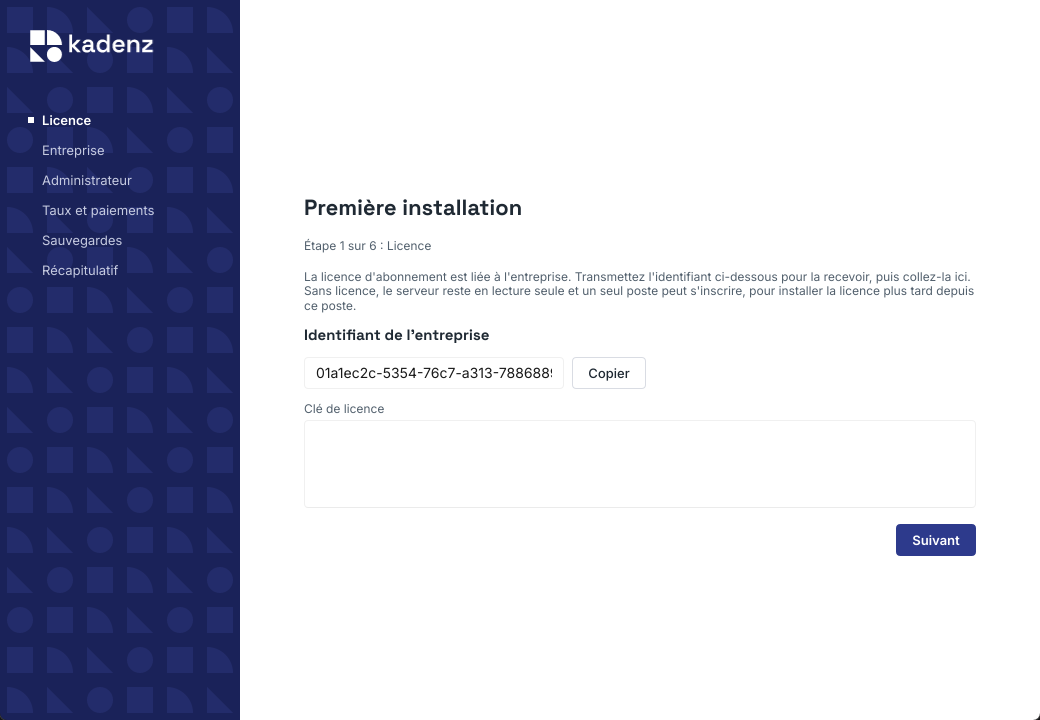 kadenz
Licence
Entreprise
Administrateur
Taux et paiements
Sauvegardes
Récapitulatif
Première installation
Étape 1 sur 6 : Licence
La licence d'abonnement est liée à l'entreprise. Transmettez l'identifiant ci-dessous pour la recevoir, puis collez-la ici.
Sans licence, le serveur reste en lecture seule et un seul poste peut s'inscrire, pour installer la licence plus tard depuis
ce poste.
Identifiant de l'entreprise
01a1ec2c-5354-76c7-a313-788688
Copier
Clé de licence
Suivant